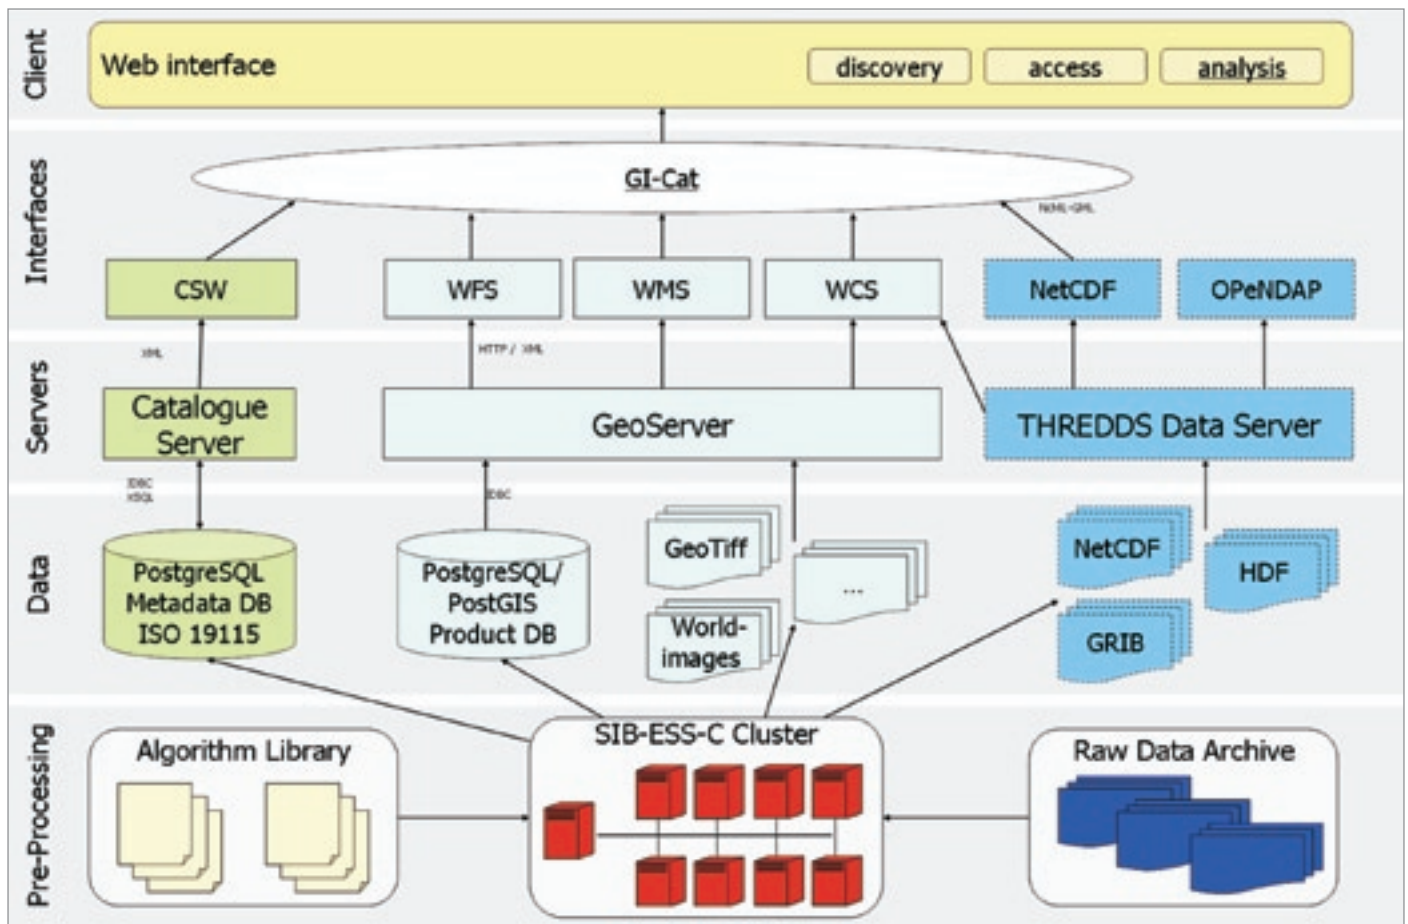 Client
Web interface
discovery
access
analysis
Interfaces
GI-Cat
CSW
WFS
WMS
WCS
NetCDF
OPeNDAP
XML
HTTP / XML
Servers
Catalogue
Server
GeoServer
THREDDS Data Server
Data
PostgreSQL
Metadata DB
ISO 19115
PostgreSQL/
PostGIS
Product DB
GeoTiff
World-
images
...
NetCDF
HDF
GRIB
Pre-Processing
Algorithm Library
SIB-ESS-C Cluster
Raw Data Archive